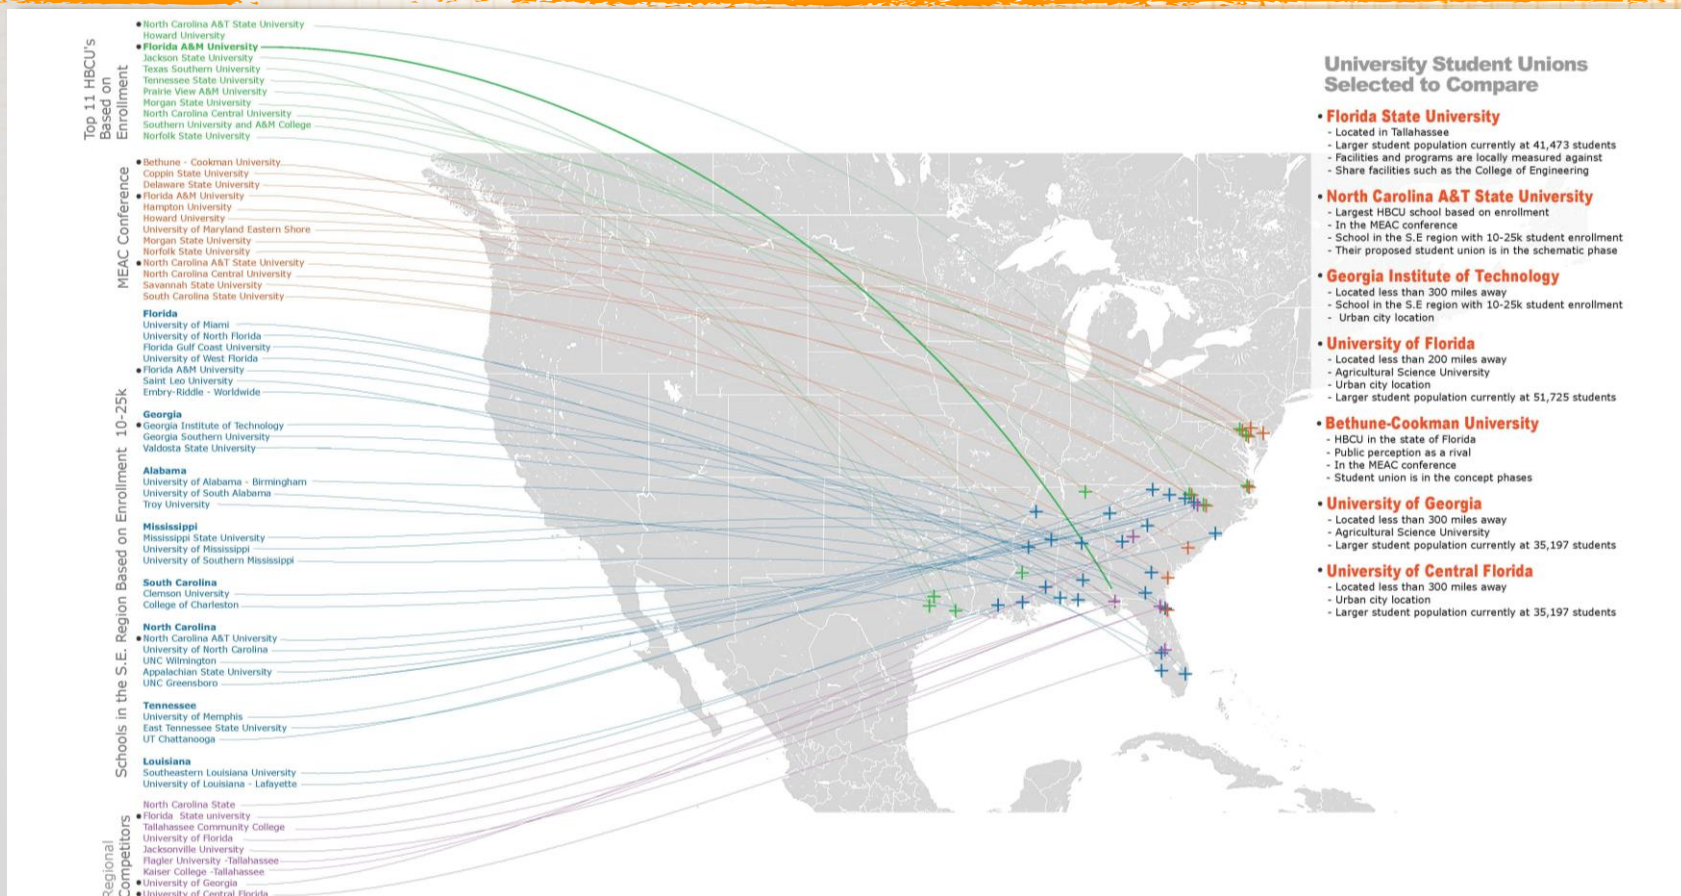 Top 11 HBCU's
Based on
Enrollment
North Carolina A&T State University
Howard University
Florida A&M University
Jackson State University
Texas Southern University
Tennessee State University
Prairie View A&M University
Morgan State University
North Carolina Central University
Southern University and A&M College
Norfolk State University
MEAC Conference
Bethune - Cookman University
Coppin State University
Delaware State University
Florida A&M University
Hampton University
Howard University
University of Maryland Eastern Shore
Morgan State University
Norfolk State University
North Carolina A&T State University
North Carolina Central University
Savannah State University
South Carolina State University
Schools in the S.E. Region Based on Enrollment 10-25k
Florida
University of Miami
University of North Florida
Florida Gulf Coast University
University of West Florida
Florida A&M University
Saint Leo University
Embry-Riddle - Worldwide
Georgia
Georgia Institute of Technology
Georgia Southern University
Valdosta State University
Alabama
University of Alabama - Birmingham
University of South Alabama
Troy University
Mississippi
Mississippi State University
University of Mississippi
University of Southern Mississippi
South Carolina
Clemson University
College of Charleston
North Carolina
North Carolina A&T University
University of North Carolina
UNC Wilmington
Appalachian State University
UNC Greensboro
Tennessee
University of Memphis
East Tennessee State University
UT Chattanooga
Louisiana
Southeastern Louisiana University
University of Louisiana - Lafayette
Regional
Competitors
North Carolina State
Florida State university
Tallahassee Community College
University of Florida
Jacksonville University
Flagler University -Tallahassee
Kaiser College -Tallahassee
University of Georgia
University of Central Florida
University Student Unions
Selected to Compare
• Florida State University
- Located in Tallahassee
- Larger student population currently at 41,473 students
- Facilities and programs are locally measured against
- Share facilities such as the College of Engineering
• North Carolina A&T State University
- Largest HBCU school based on enrollment
- In the MEAC conference
- School in the S.E region with 10-25k student enrollment
- Their proposed student union is in the schematic phase
• Georgia Institute of Technology
- Located less than 300 miles away
- School in the S.E region with 10-25k student enrollment
- Urban city location
• University of Florida
- Located less than 200 miles away
- Agricultural Science University
- Urban city location
- Larger student population currently at 51,725 students
• Bethune-Cookman University
- HBCU in the state of Florida
- Public perception as a rival
- In the MEAC conference
- Student union is in the concept phases
• University of Georgia
- Located less than 300 miles away
- Agricultural Science University
- Larger student population currently at 35,197 students
• University of Central Florida
- Located less than 300 miles away
- Urban city location
- Larger student population currently at 35,197 students